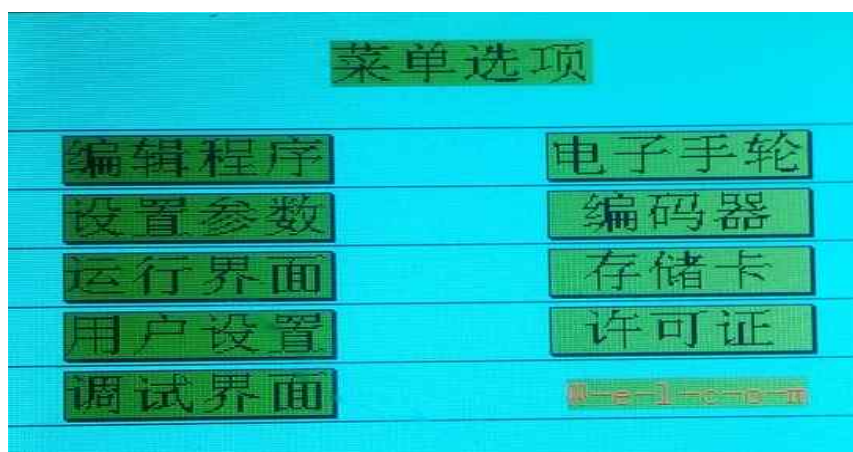 菜单选项
编辑程序 电子手轮
设置参数 编码器
运行界面 存储卡
用户设置 许可证
调试界面 W-e-l-c-o-m